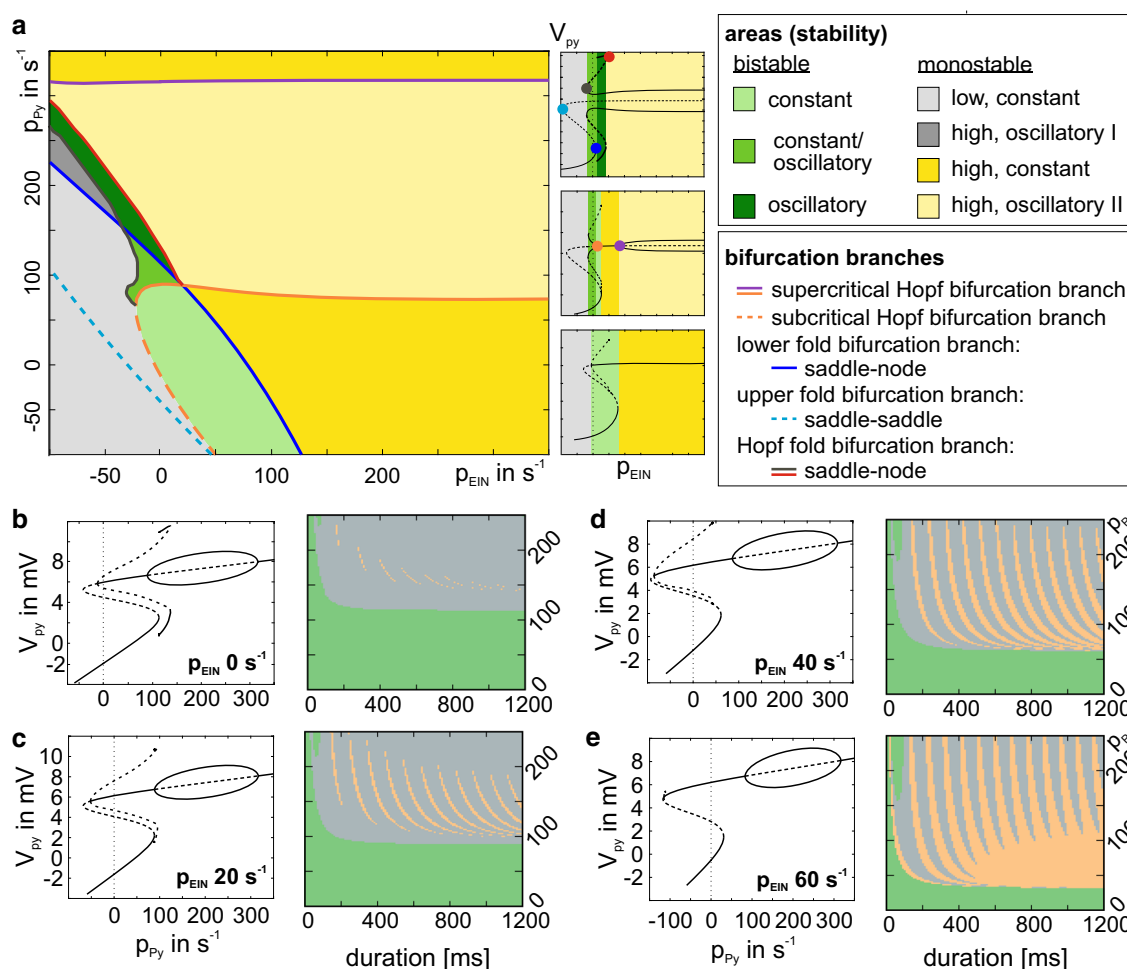 a
p_Py in s⁻¹
200
100
0
-50
-50
0
100
200
p_EIN in s⁻¹
V_py
p_EIN
areas (stability)
bistable
monostable
constant
constant/
oscillatory
oscillatory
low, constant
high, oscillatory I
high, constant
high, oscillatory II
bifurcation branches
supercritical Hopf bifurcation branch
subcritical Hopf bifurcation branch
lower fold bifurcation branch:
saddle-node
upper fold bifurcation branch:
saddle-saddle
Hopf fold bifurcation branch:
saddle-node
b
V_py in mV
8
4
0
-2
0
100
200
300
p_EIN 0 s⁻¹
200
100
0
0
400
800
1200
d
V_py in mV
8
6
4
2
0
-2
0
100
200
300
p_EIN 40 s⁻¹
200
100
0
0
400
800
1200
c
V_py in mV
10
8
6
4
2
0
-2
0
100
200
300
p_EIN 20 s⁻¹
p_Py in s⁻¹
200
100
0
0
400
800
1200
duration [ms]
e
V_py in mV
8
6
4
2
0
-2
-100
0
100
200
300
p_EIN 60 s⁻¹
p_Py in s⁻¹
200
100
0
0
400
800
1200
duration [ms]